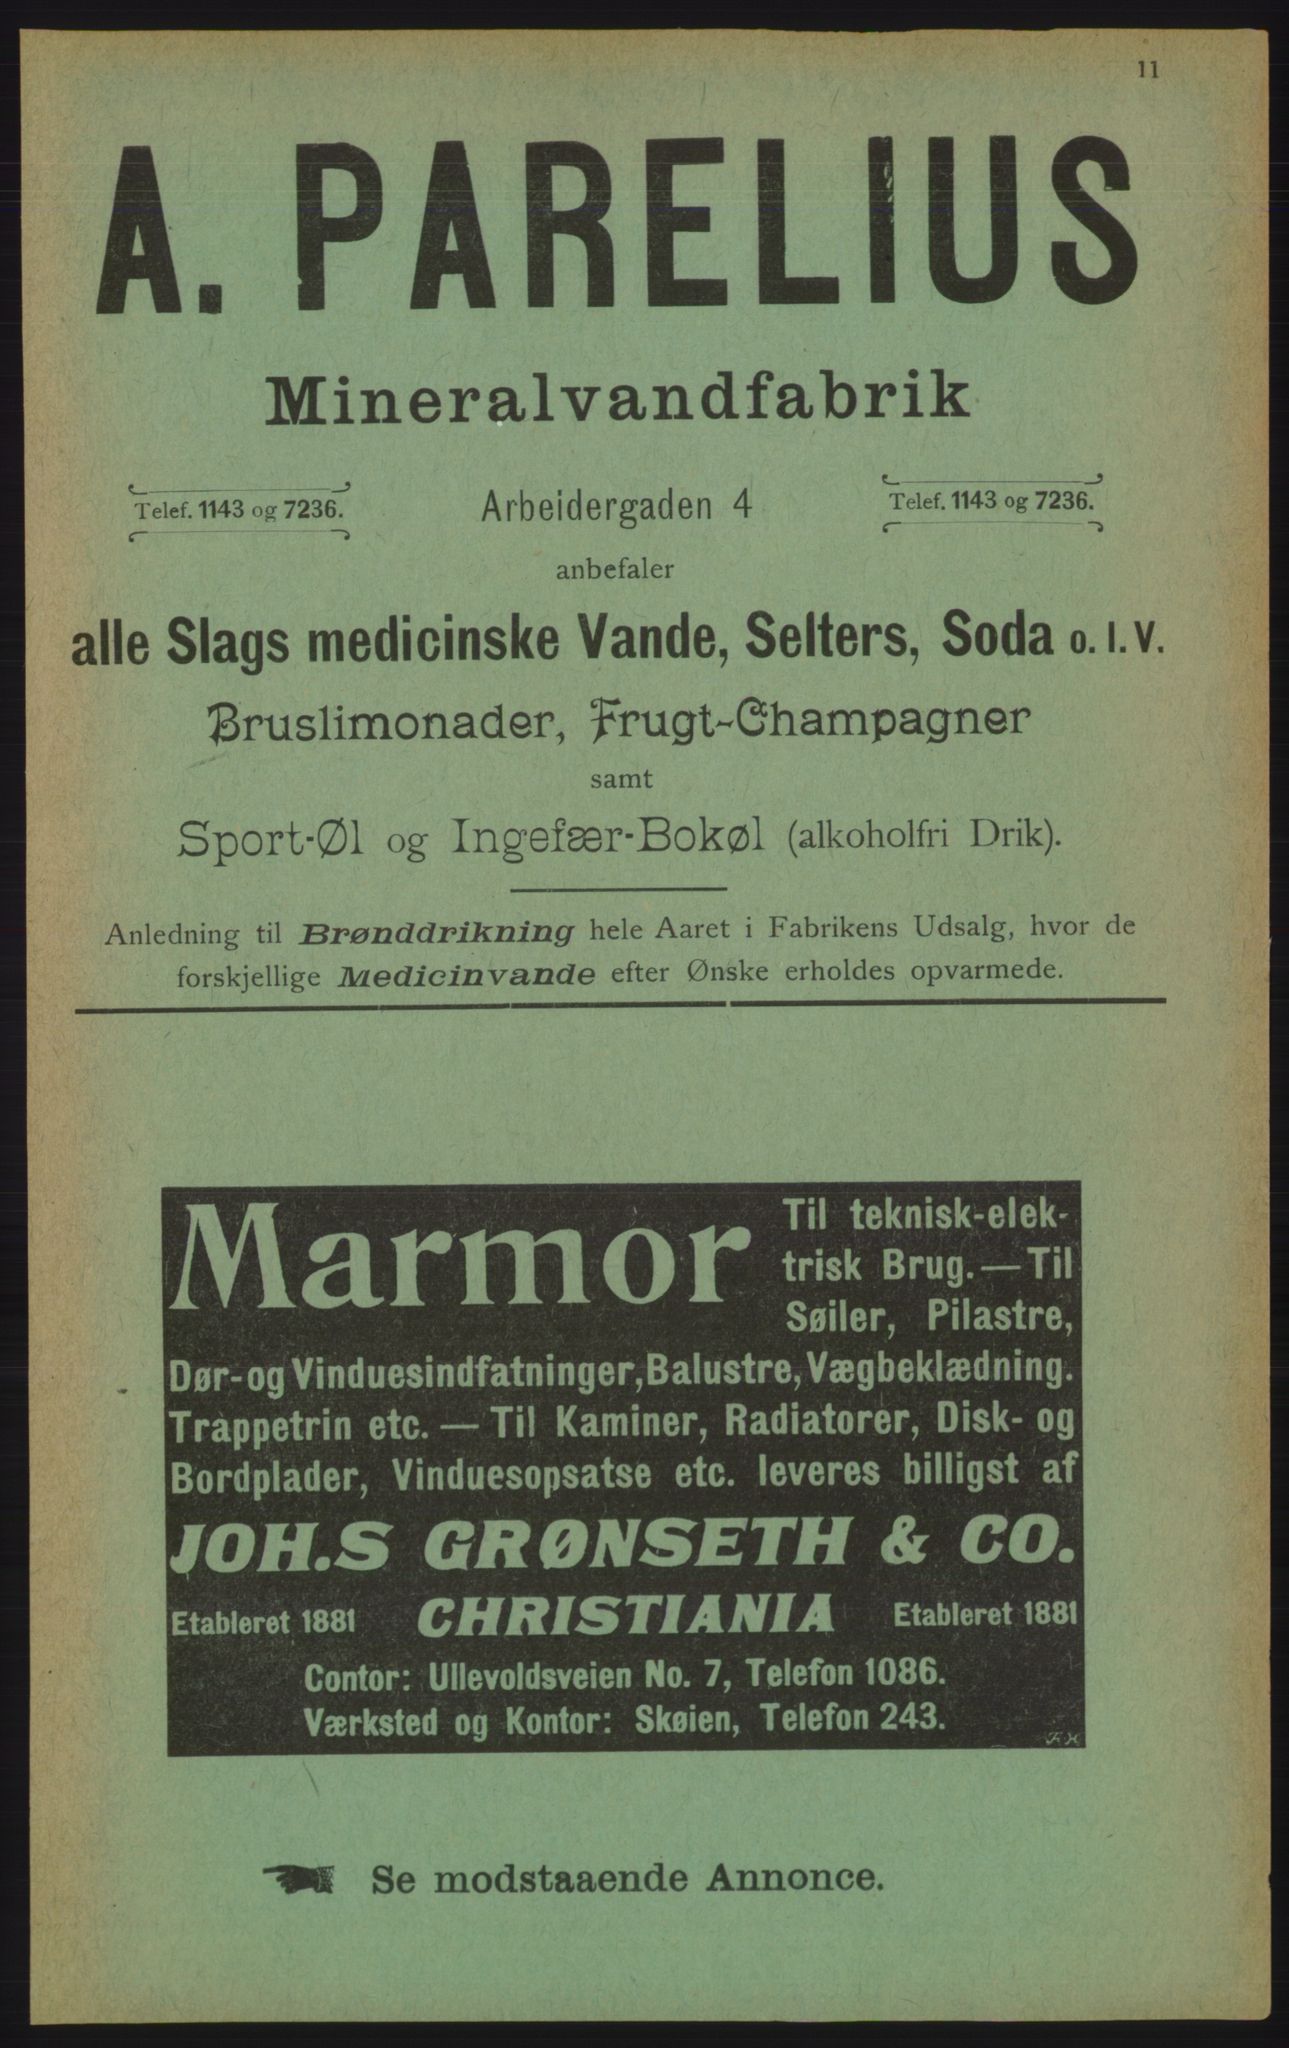 11
A. PARELIUS
Mineralvandfabrik
Telef. 1143 og 7236. Arbeidergaden 4 Telef. 1143 og 7236.
anbefaler
alle Slags medicinske Vande, Selters, Soda o. l. V.
Bruslimonader, Frugt-Champagner
samt
Sport-Øl og Ingefær-Bokøl (alkoholfri Drik).
Anledning til Brønddrikning hele Aaret i Fabrikens Udsalg, hvor de
forskjellige Medicinvande efter Ønske erholdes opvarmede.
Marmor
Til teknisk-elek-
trisk Brug. — Til
Søiler, Pilastre,
Dør- og Vinduesindfatninger, Balustre, Vægbeklædning.
Trappetrin etc. — Til Kaminer, Radiatorer, Disk- og
Bordplader, Vinduesopsatse etc. leveres billigst af
JOH.S GRØNSETH & CO.
Etableret 1881 CHRISTIANIA Etableret 1881
Contor: Ullevoldsveien No. 7, Telefon 1086.
Værksted og Kontor: Skøien, Telefon 243.
F H
Se modstaaende Annonce.